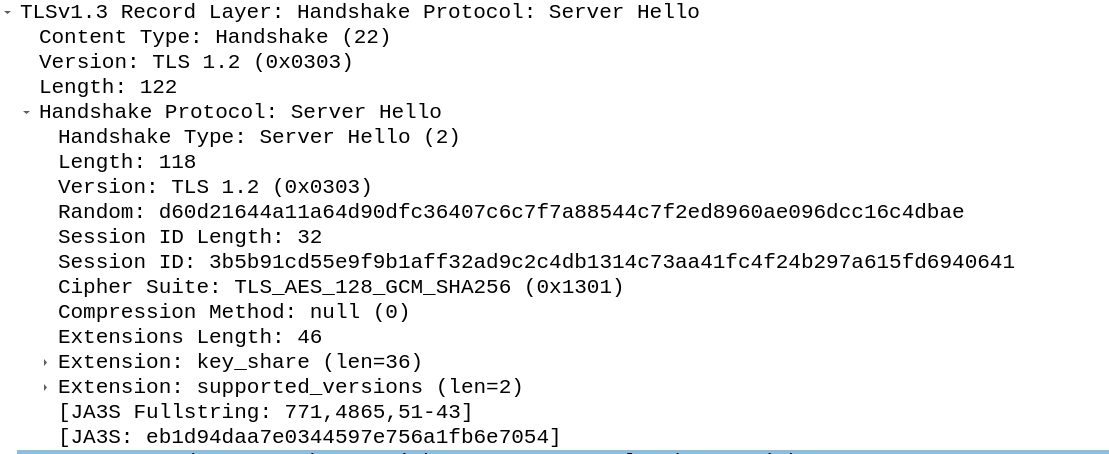 TLSv1.3 Record Layer: Handshake Protocol: Server Hello
Content Type: Handshake (22)
Version: TLS 1.2 (0x0303)
Length: 122
Handshake Protocol: Server Hello
Handshake Type: Server Hello (2)
Length: 118
Version: TLS 1.2 (0x0303)
Random: d60d21644a11a64d90dfc36407c6c7f7a88544c7f2ed8960ae096dcc16c4dbae
Session ID Length: 32
Session ID: 3b5b91cd55e9f9b1aff32ad9c2c4db1314c73aa41fc4f24b297a615fd6940641
Cipher Suite: TLS_AES_128_GCM_SHA256 (0x1301)
Compression Method: null (0)
Extensions Length: 46
Extension: key_share (len=36)
Extension: supported_versions (len=2)
[JA3S Fullstring: 771,4865,51-43]
[JA3S: eb1d94daa7e0344597e756a1fb6e7054]